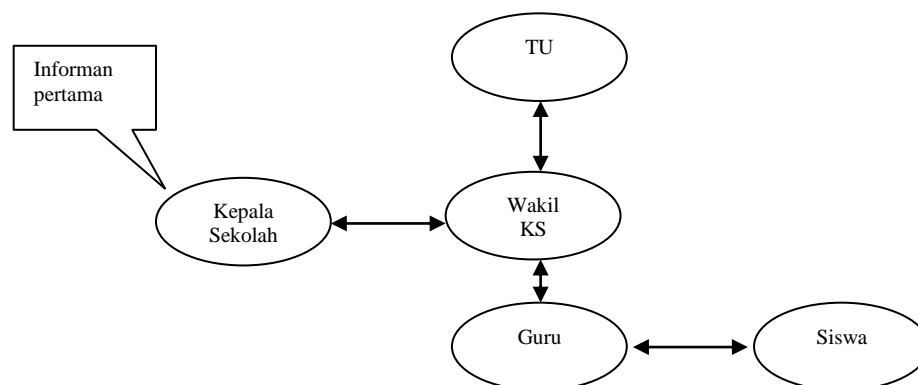 TU
Informan
pertama
Wakil
KS
Kepala
Sekolah
Guru
Siswa